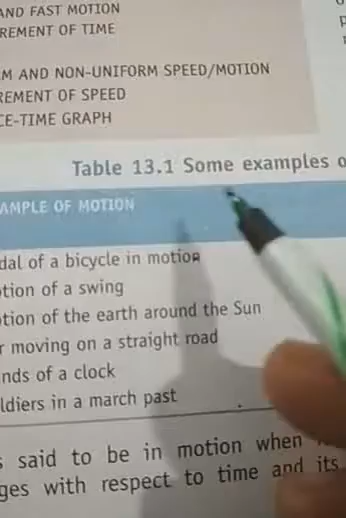 AND FAST MOTION
REMENT OF TIME
M AND NON-UNIFORM SPEED/MOTION
REMENT OF SPEED
CE-TIME GRAPH
Table 13.1 Some examples o
AMPLE OF MOTION
dal of a bicycle in motion
tion of a swing
tion of the earth around the Sun
r moving on a straight road
nds of a clock
ldiers in a march past
s said to be in motion when
ges with respect to time and its